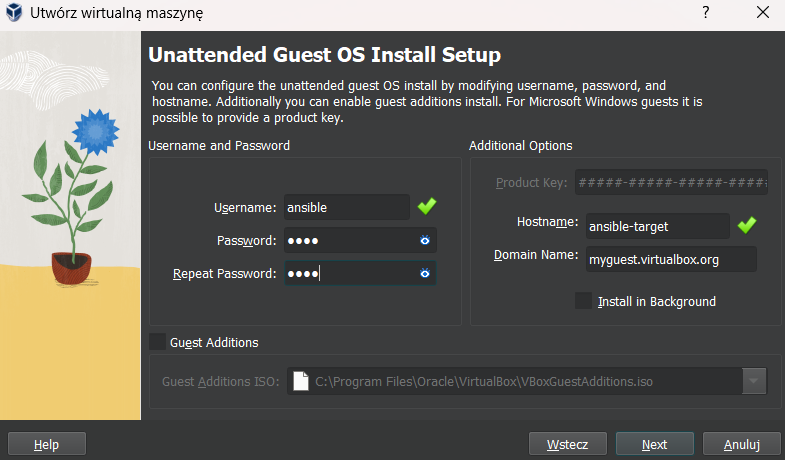 Utwórz wirtualną maszynę
Unattended Guest OS Install Setup
You can configure the unattended guest OS install by modifying username, password, and
hostname. Additionally you can enable guest additions install. For Microsoft Windows guests it is
possible to provide a product key.
Username and Password
Username: ansible
Password: ●●●●
Repeat Password: ●●●●
Additional Options
Product Key: #####-#####-#####-####
Hostname: ansible-target
Domain Name: myguest.virtualbox.org
Install in Background
Guest Additions
Guest Additions ISO: C:\Program Files\Oracle\VirtualBox\VBoxGuestAdditions.iso
Help
Wstecz
Next
Anuluj